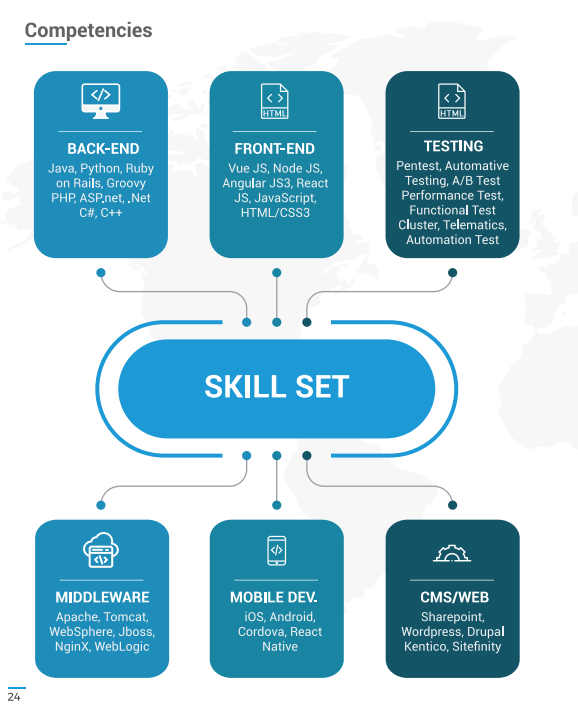 Competencies
</>
BACK-END
Java, Python, Ruby
on Rails, Groovy
PHP, ASP.net, .Net
C#, C++
< >
HTML
FRONT-END
Vue JS, Node JS,
Angular JS3, React
JS, JavaScript,
HTML/CSS3
< >
HTML
TESTING
Pentest, Automative
Testing, A/B Test
Performance Test,
Functional Test
Cluster, Telematics,
Automation Test
SKILL SET
</>
MIDDLEWARE
Apache, Tomcat,
WebSphere, Jboss,
NginX, WebLogic
</>
MOBILE DEV.
iOS, Android,
Cordova, React
Native
CMS/WEB
Sharepoint,
Wordpress, Drupal
Kentico, Sitefinity
24